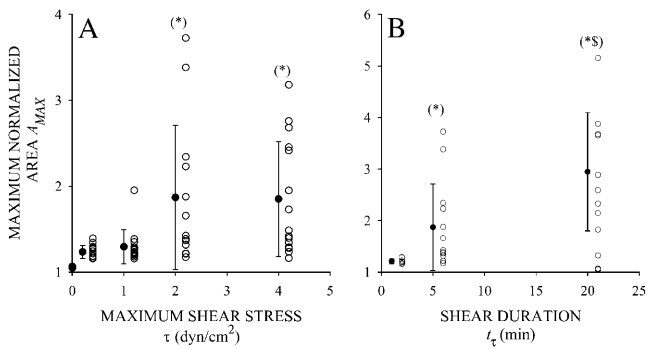 A
B
(*)
(*)
(*)
(*$)
MAXIMUM NORMALIZED
AREA A_MAX
4
3
2
1
0 1 2 3 4 5
MAXIMUM SHEAR STRESS
τ (dyn/cm²)
6
5
4
3
2
1
0 5 10 15 20 25
SHEAR DURATION
t_τ (min)